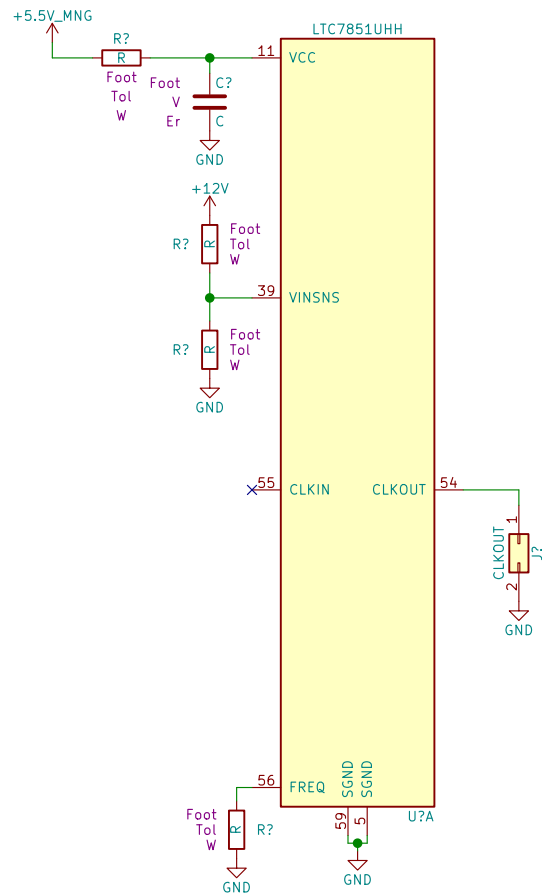 +5.5V_MNG
R?
R
Foot
Tol
W
Foot
V
Er
C?
C
GND
LTC7851UHH
11
VCC
+12V
R?
R
Foot
Tol
W
39
VINSNS
R?
R
Foot
Tol
W
GND
55
CLKIN
CLKOUT
54
1
CLKOUT
J?
2
GND
56
FREQ
Foot
Tol
W
R
R?
GND
SGND
SGND
59
5
U?A
GND